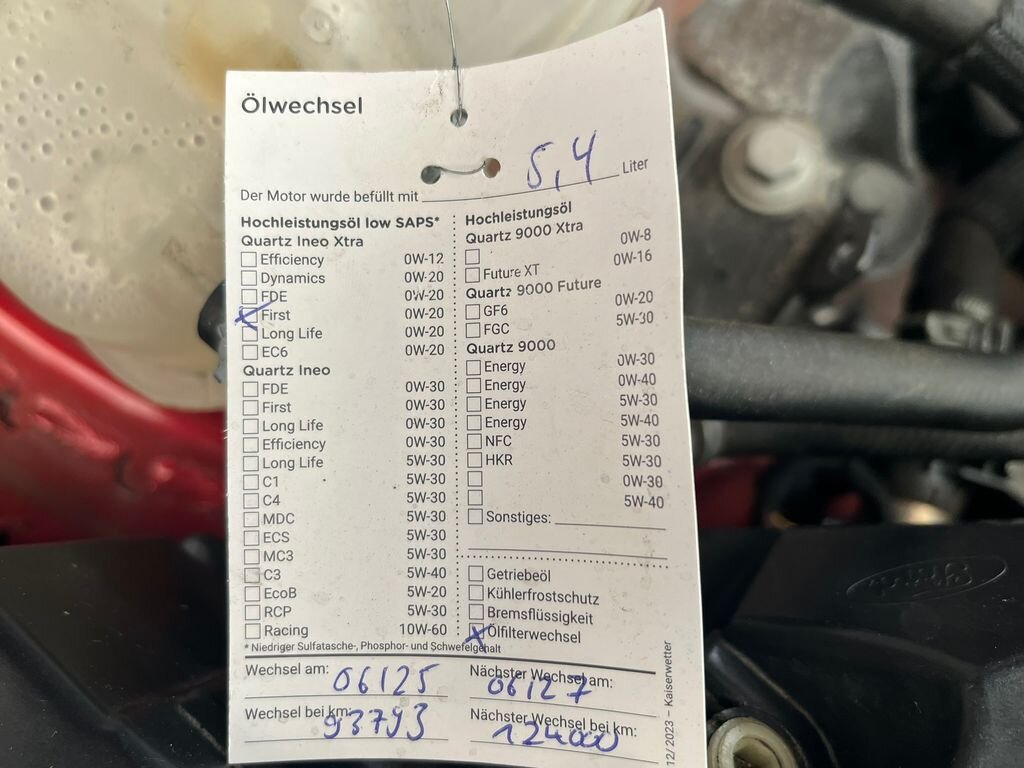 Ölwechsel
Der Motor wurde befüllt mit 5,4 Liter
Hochleistungsöl low SAPS*
Quartz Ineo Xtra
Efficiency 0W-12
Dynamics 0W-20
FDE 0W-20
First 0W-20
Long Life 0W-20
EC6 0W-20
Quartz Ineo
FDE 0W-30
First 0W-30
Long Life 0W-30
Efficiency 0W-30
Long Life 5W-30
C1 5W-30
C4 5W-30
MDC 5W-30
ECS 5W-30
MC3 5W-30
C3 5W-40
EcoB 5W-20
RCP 5W-30
Racing 10W-60
* Niedriger Sulfatasche-, Phosphor- und Schwefelgehalt
Hochleistungsöl
Quartz 9000 Xtra
0W-8
Future XT 0W-16
Quartz 9000 Future
GF6 0W-20
FGC 5W-30
Quartz 9000
Energy 0W-30
Energy 0W-40
Energy 5W-30
Energy 5W-40
NFC 5W-30
HKR 5W-30
0W-30
5W-40
Sonstiges:
Getriebeöl
Kühlerfrostschutz
Bremsflüssigkeit
Ölfilterwechsel
Wechsel am: 06125
Nächster Wechsel am: 06127
Wechsel bei km: 93793
Nächster Wechsel bei km: 124000
12/2023 – Kaiserwetter